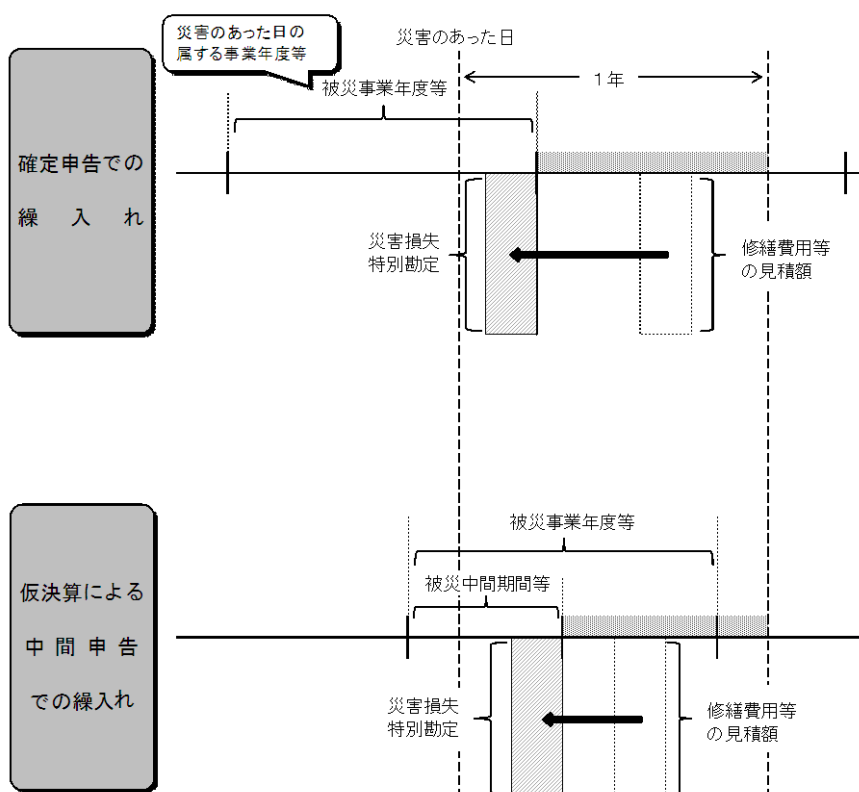 災害のあった日の
属する事業年度等
災害のあった日
被災事業年度等
1年
確定申告での
繰入れ
災害損失
特別勘定
修繕費用等
の見積額
被災事業年度等
被災中間期間等
仮決算による
中間申告
での繰入れ
災害損失
特別勘定
修繕費用等
の見積額